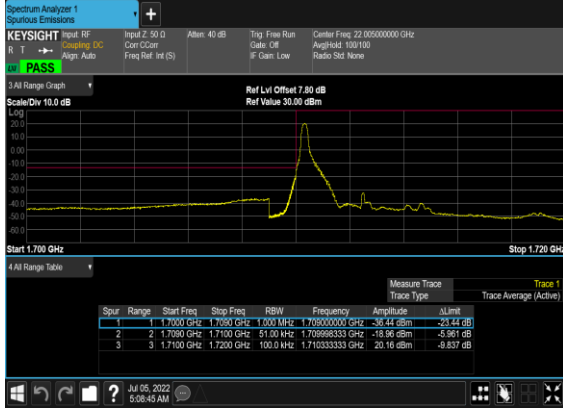 Spectrum Analyzer 1
Spurious Emissions
+
KEYSIGHT Input: RF Input Z: 50 Ω Atten: 40 dB Trig: Free Run Center Freq: 22.005000000 GHz
R T Coupling: DC Corr CCorr Gate: Off Avg|Hold: 100/100
Align: Auto Freq Ref: Int (S) IF Gain: Low Radio Std: None
LXI PASS
3 All Range Graph
Ref Lvl Offset 7.80 dB
Scale/Div 10.0 dB Ref Value 30.00 dBm
Log
20.0
10.0
0.00
-10.0
-20.0
-30.0
-40.0
-50.0
-60.0
Start 1.700 GHz Stop 1.720 GHz
4 All Range Table
Measure Trace Trace 1
Trace Type Trace Average (Active)
Spur Range Start Freq Stop Freq RBW Frequency Amplitude ΔLimit
1 1 1.7000 GHz 1.7090 GHz 1.000 MHz 1.709000000 GHz -36.44 dBm -23.44 dB
2 2 1.7090 GHz 1.7100 GHz 51.00 kHz 1.709998333 GHz -18.96 dBm -5.961 dB
3 3 1.7100 GHz 1.7200 GHz 100.0 kHz 1.710333333 GHz 20.16 dBm -9.837 dB
? Jul 05, 2022
5:08:45 AM